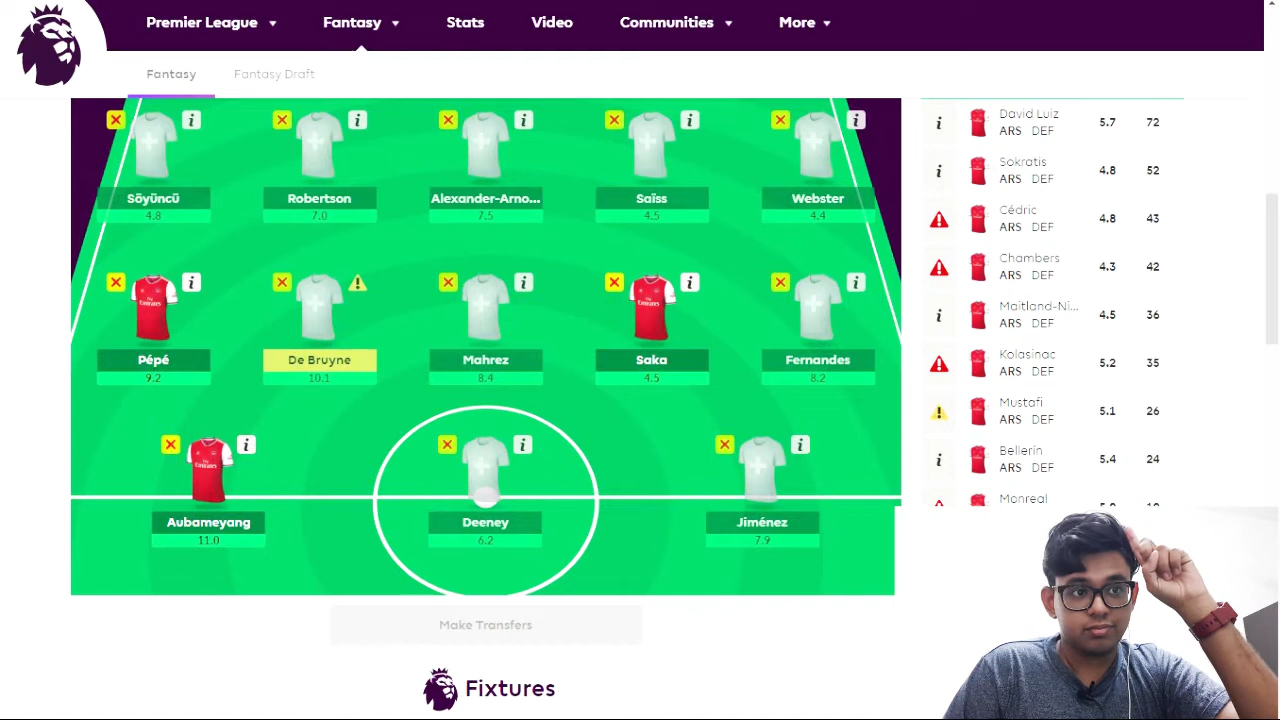 Premier League Fantasy Stats Video Communities More
Fantasy Fantasy Draft
Söyüncü Robertson Alexander-Arno... Saïss Webster
4.8 7.0 7.5 4.5 4.4
Pépé De Bruyne Mahrez Saka Fernandes
9.2 10.1 8.4 4.5 8.2
Aubameyang Deeney Jiménez
11.0 6.2 7.9
Make Transfers
Fixtures
David Luiz
ARS DEF 5.7 72
Sokratis
ARS DEF 4.8 52
Cédric
ARS DEF 4.8 43
Chambers
ARS DEF 4.3 42
Maitland-Ni...
ARS DEF 4.5 36
Kolasinac
ARS DEF 5.2 35
Mustafi
ARS DEF 5.1 26
Bellerín
ARS DEF 5.4 24
Monreal